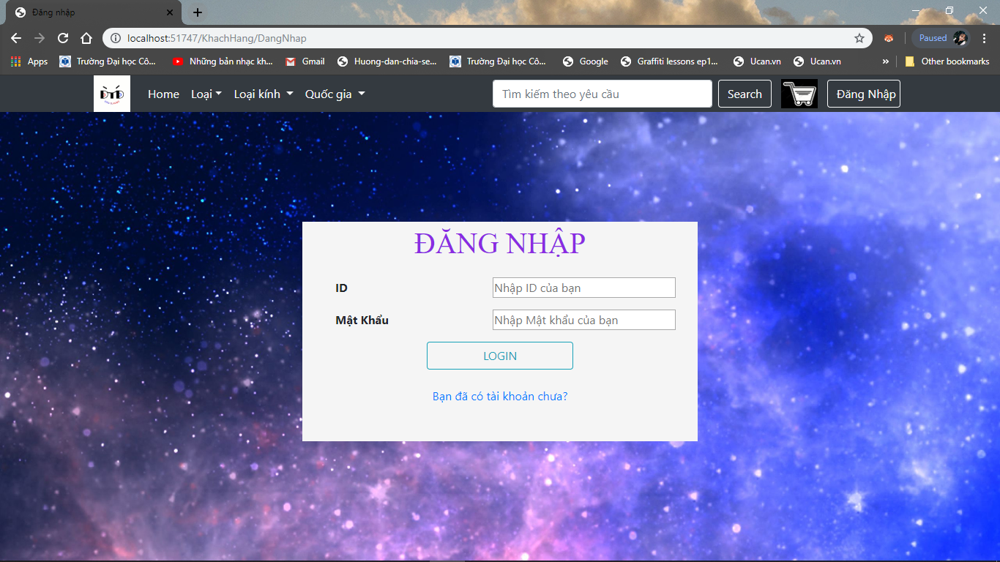 Đăng nhập
localhost:51747/KhachHang/DangNhap
Paused
Apps
Trường Đại học Cô...
Những bản nhạc kh...
Gmail
Huong-dan-chia-se...
Trường Đại học Cô...
Google
Graffiti lessons ep1...
Ucan.vn
Ucan.vn
»
Other bookmarks
Home
Loại
Loại kính
Quốc gia
Tìm kiếm theo yêu cầu
Search
Đăng Nhập
ĐĂNG NHẬP
ID
Nhập ID của bạn
Mật Khẩu
Nhập Mật khẩu của bạn
LOGIN
Bạn đã có tài khoản chưa?